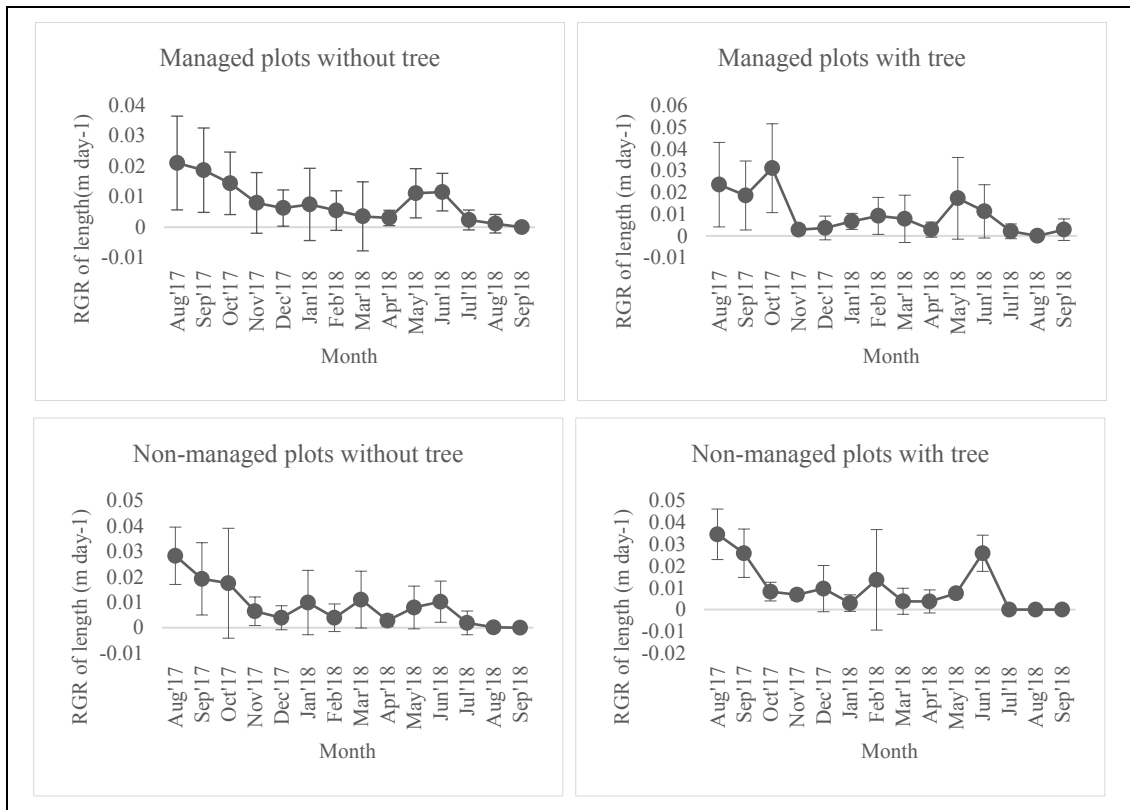 Managed plots without tree
RGR of length(m day-1)
0.04
0.03
0.02
0.01
0
-0.01
Aug'17
Sep'17
Oct'17
Nov'17
Dec'17
Jan'18
Feb'18
Mar'18
Apr'18
May'18
Jun'18
Jul'18
Aug'18
Sep'18
Month
Managed plots with tree
RGR of length (m day-1)
0.06
0.05
0.04
0.03
0.02
0.01
0
-0.01
Aug'17
Sep'17
Oct'17
Nov'17
Dec'17
Jan'18
Feb'18
Mar'18
Apr'18
May'18
Jun'18
Jul'18
Aug'18
Sep'18
Month
Non-managed plots without tree
RGR of length (m day-1)
0.05
0.04
0.03
0.02
0.01
0
-0.01
Aug'17
Sep'17
Oct'17
Nov'17
Dec'17
Jan'18
Feb'18
Mar'18
Apr'18
May'18
Jun'18
Jul'18
Aug'18
Sep'18
Month
Non-managed plots with tree
RGR of length (m day-1)
0.05
0.04
0.03
0.02
0.01
0
-0.01
-0.02
Aug'17
Sep'17
Oct'17
Nov'17
Dec'17
Jan'18
Feb'18
Mar'18
Apr'18
May'18
Jun'18
Jul'18
Aug'18
Sep'18
Month